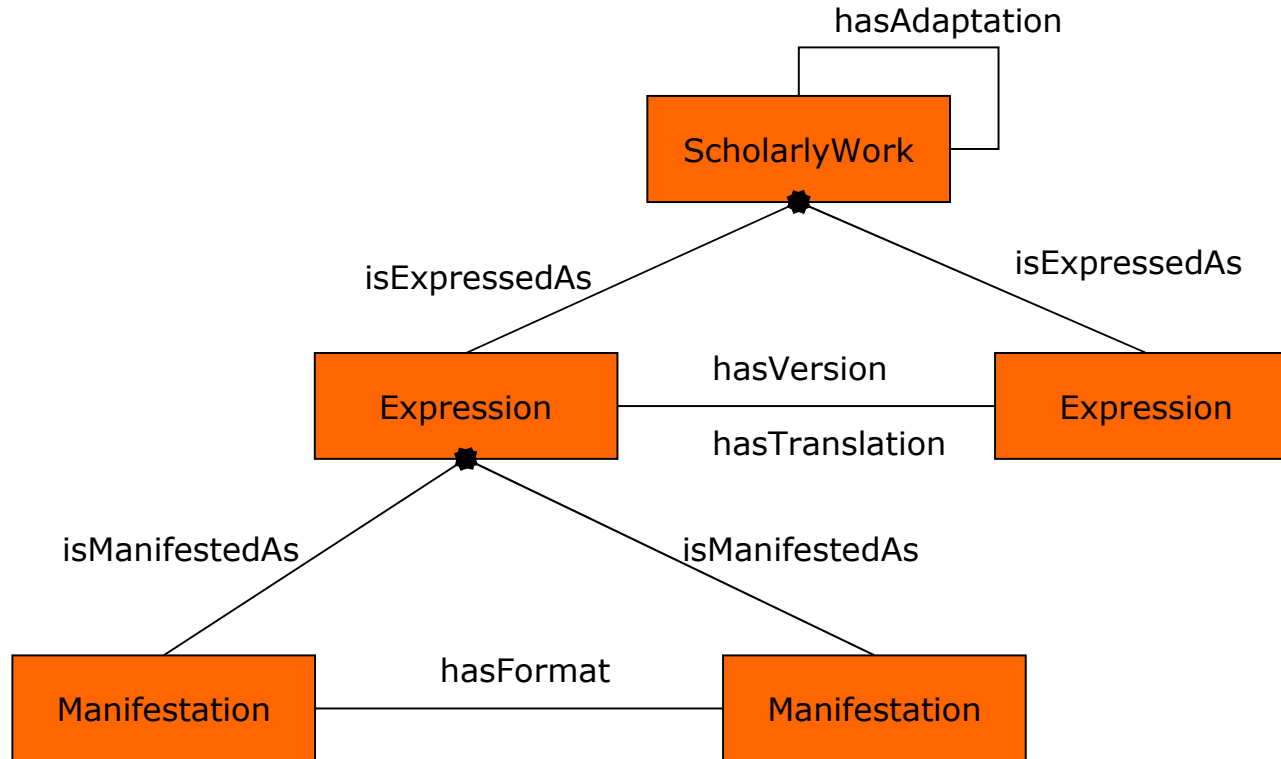 hasAdaptation
ScholarlyWork
isExpressedAs
isExpressedAs
hasVersion
Expression
Expression
hasTranslation
isManifestedAs
isManifestedAs
hasFormat
Manifestation
Manifestation